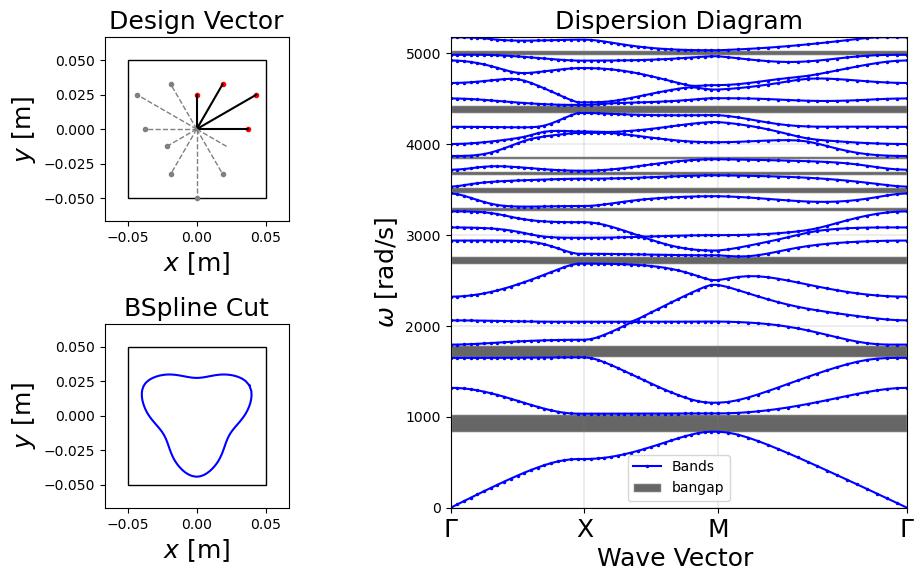 Design Vector
0.050
0.025
0.000
−0.025
−0.050
y [m]
−0.05
0.00
0.05
x [m]
BSpline Cut
0.050
0.025
0.000
−0.025
−0.050
y [m]
−0.05
0.00
0.05
x [m]
Dispersion Diagram
5000
4000
3000
2000
1000
0
ω [rad/s]
Bands
bangap
Γ
X
M
Γ
Wave Vector